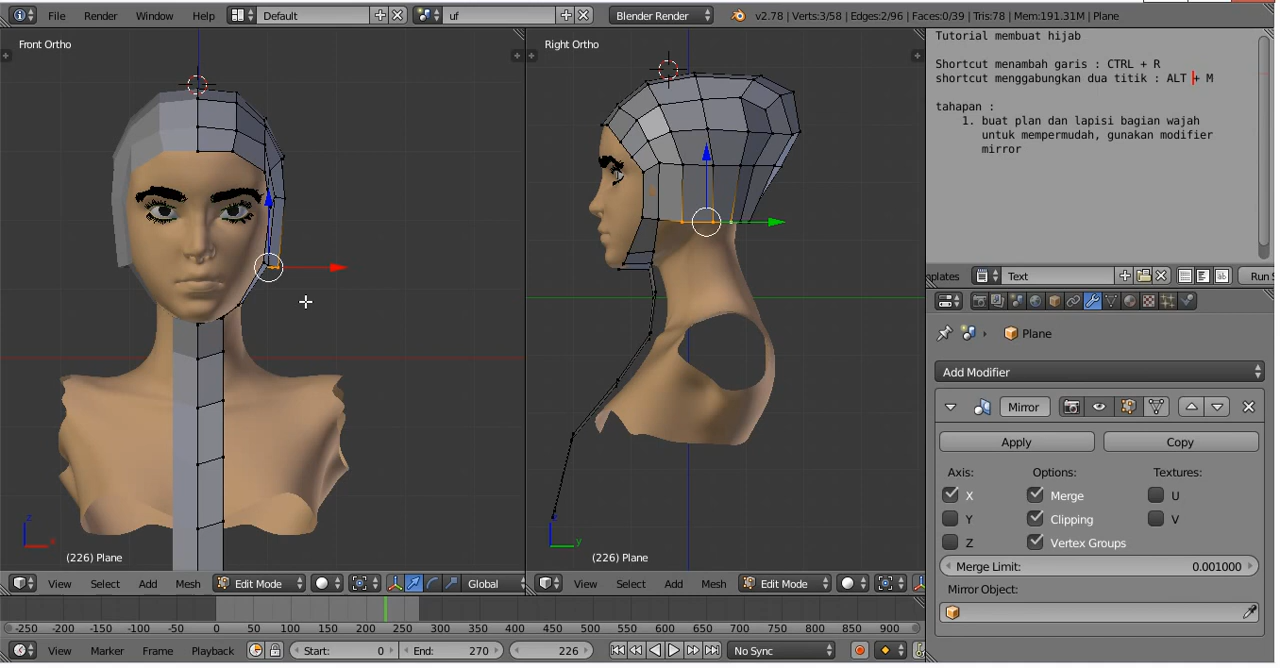 File Render Window Help Default uf Blender Render v2.78 | Verts:3/58 | Edges:2/96 | Faces:0/39 | Tris:78 | Mem:191.31M | Plane
Front Ortho
Right Ortho
Tutorial membuat hijab
Shortcut menambah garis : CTRL + R
shortcut menggabungkan dua titik : ALT + M
tahapan :
1. buat plan dan lapisi bagian wajah
untuk mempermudah, gunakan modifier
mirror
mplates Text Run S
Plane
Add Modifier
Mirror
Apply Copy
Axis: Options: Textures:
X Merge U
Y Clipping V
Z Vertex Groups
Merge Limit: 0.001000
Mirror Object:
z x
(226) Plane
z y
(226) Plane
View Select Add Mesh Edit Mode Global
View Select Add Mesh Edit Mode
-250 -200 -150 -100 -50 0 50 100 150 200 250 300 350 400 450 500 550 600 650 700 750 800 850 900
View Marker Frame Playback Start: 0 End: 270 226 No Sync